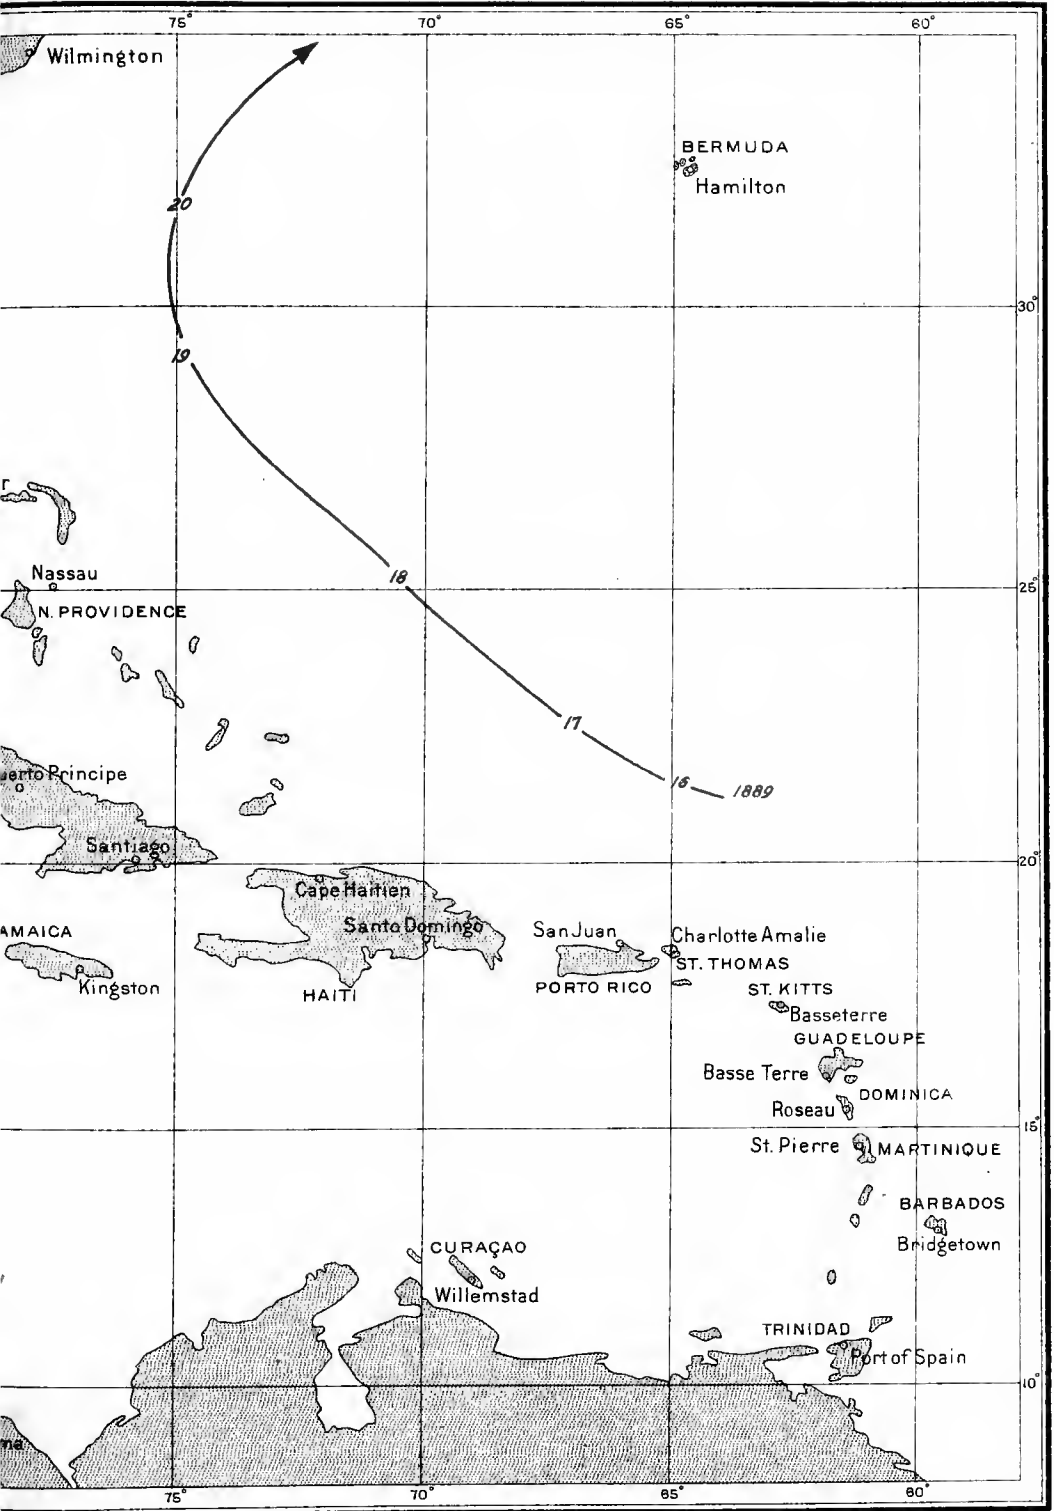 75° 70° 65° 60°
Wilmington
BERMUDA
Hamilton
20
30°
19
r
18
Nassau
25°
N. PROVIDENCE
17
erto Principe
16 1889
Santiago
20°
Cape Haitien
Santo Domingo
San Juan
Charlotte Amalie
AMAICA
ST. THOMAS
Kingston
HAITI
PORTO RICO
ST. KITTS
Basseterre
GUADELOUPE
Basse Terre
DOMINICA
Roseau
15°
St. Pierre
MARTINIQUE
BARBADOS
Bridgetown
CURAÇAO
Willemstad
TRINIDAD
Port of Spain
10°
ma
75° 70° 65° 60°